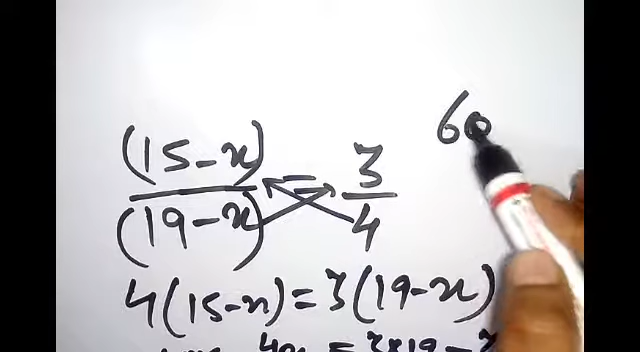 60
(15-x)
3
=
(19-x)
4
4(15-x)=3(19-x)